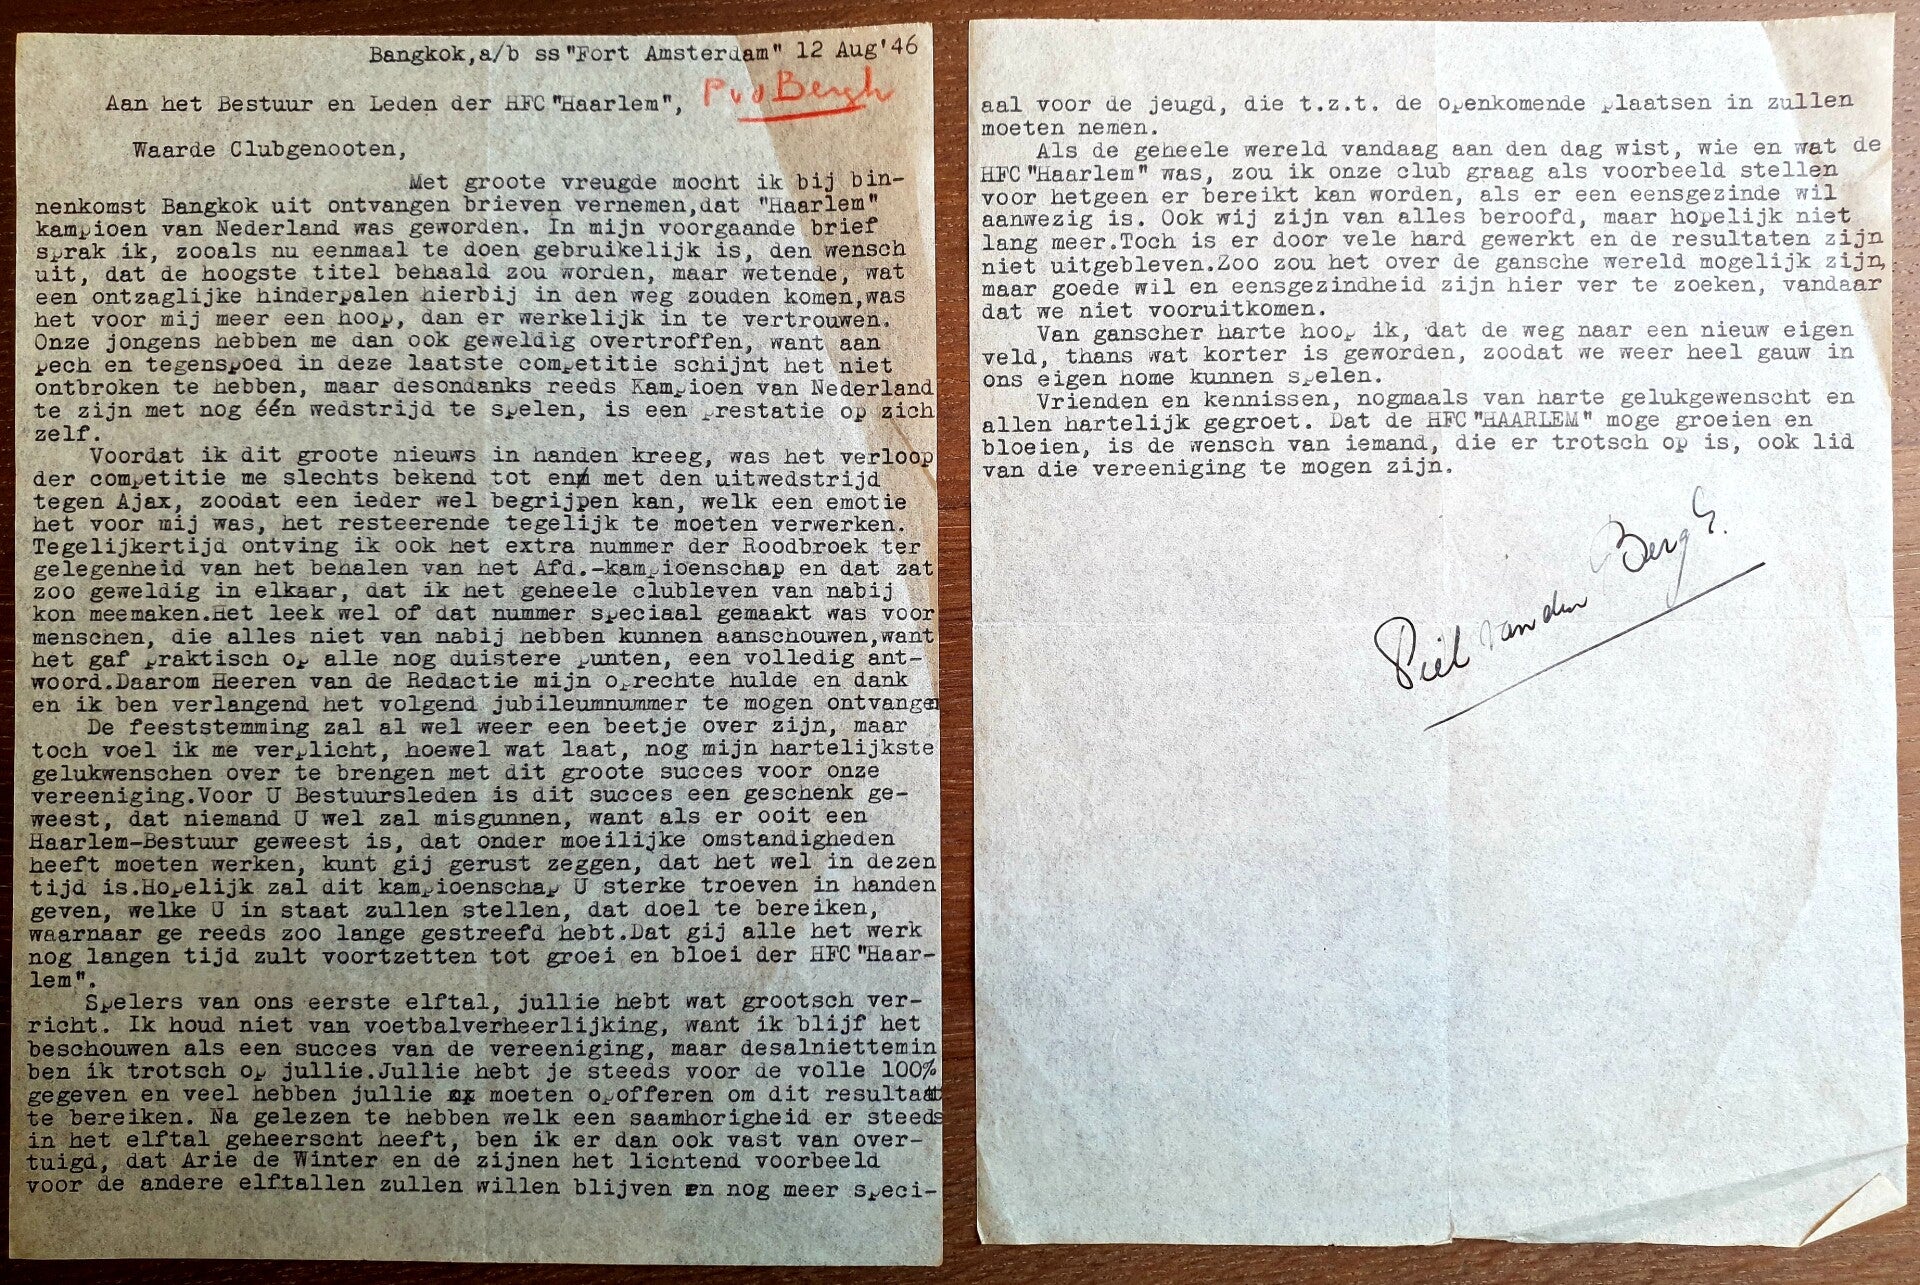 Bangkok,a/b ss "Fort Amsterdam" 12 Aug'46
P v d Bergh
Aan het Bestuur en Leden der HFC "Haarlem",
Waarde Clubgenooten,
Met groote vreugde mocht ik bij bin-
nenkomst Bangkok uit ontvangen brieven vernemen,dat "Haarlem"
kampioen van Nederland was geworden. In mijn voorgaande brief
sprak ik, zooals nu eenmaal te doen gebruikelijk is, den wensch
uit, dat de hoogste titel behaald zou worden, maar wetende, wat
een ontzaglijke hinderpalen hierbij in den weg zouden komen,was
het voor mij meer een hoop, dan er werkelijk in te vertrouwen.
Onze jongens hebben me dan ook geweldig overtroffen, want aan
pech en tegenspoed in deze laatste competitie schijnt het niet
ontbroken te hebben, maar desondanks reeds Kampioen van Nederland
te zijn met nog één wedstrijd te spelen, is een prestatie op zich
zelf.
Voordat ik dit groote nieuws in handen kreeg, was het verloop
der competitie me slechts bekend tot en met den uitwedstrijd
tegen Ajax, zoodat een ieder wel begrijpen kan, welk een emotie
het voor mij was, het resteerende tegelijk te moeten verwerken.
Tegelijkertijd ontving ik ook het extra nummer der Roodbroek ter
gelegenheid van het behalen van het Afd.-kampioenschap en dat zat
zoo geweldig in elkaar, dat ik het geheele clubleven van nabij
kon meemaken.Het leek wel of dat nummer speciaal gemaakt was voor
menschen, die alles niet van nabij hebben kunnen aanschouwen,want
het gaf praktisch op alle nog duistere punten, een volledig ant-
woord.Daarom Heeren van de Redactie mijn oprechte hulde en dank
en ik ben verlangend het volgend jubileumnummer te mogen ontvangen
De feeststemming zal al wel weer een beetje over zijn, maar
toch voel ik me verplicht, hoewel wat laat, nog mijn hartelijkste
gelukwenschen over te brengen met dit groote succes voor onze
vereeniging.Voor U Bestuursleden is dit succes een geschenk ge-
weest, dat niemand U wel zal misgunnen, want als er ooit een
Haarlem-Bestuur geweest is, dat onder moeilijke omstandigheden
heeft moeten werken, kunt gij gerust zeggen, dat het wel in dezen
tijd is.Hopelijk zal dit kampioenschap U sterke troeven in handen
geven, welke U in staat zullen stellen, dat doel te bereiken,
waarnaar ge reeds zoo lange gestreefd hebt.Dat gij alle het werk
nog langen tijd zult voortzetten tot groei en bloei der HFC "Haar-
lem".
Spelers van ons eerste elftal, jullie hebt wat grootsch ver-
richt. Ik houd niet van voetbalverheerlijking, want ik blijf het
beschouwen als een succes van de vereeniging, maar desalniettemin
ben ik trotsch op jullie.Jullie hebt je steeds voor de volle 100%
gegeven en veel hebben jullie moeten opofferen om dit resultaat
te bereiken. Na gelezen te hebben welk een saamhorigheid er steeds
in het elftal geheerscht heeft, ben ik er dan ook vast van over-
tuigd, dat Arie de Winter en de zijnen het lichtend voorbeeld
voor de andere elftallen zullen willen blijven en nog meer speci-
aal voor de jeugd, die t.z.t. de openkomende plaatsen in zullen
moeten nemen.
Als de geheele wereld vandaag aan den dag wist, wie en wat de
HFC "Haarlem" was, zou ik onze club graag als voorbeeld stellen
voor hetgeen er bereikt kan worden, als er een eensgezinde wil
aanwezig is. Ook wij zijn van alles beroofd, maar hopelijk niet
lang meer.Toch is er door vele hard gewerkt en de resultaten zijn
niet uitgebleven.Zoo zou het over de gansche wereld mogelijk zijn,
maar goede wil en eensgezindheid zijn hier ver te zoeken, vandaar
dat we niet vooruitkomen.
Van ganscher harte hoop ik, dat de weg naar een nieuw eigen
veld, thans wat korter is geworden, zoodat we weer heel gauw in
ons eigen home kunnen spelen.
Vrienden en kennissen, nogmaals van harte gelukgewenscht en
allen hartelijk gegroet. Dat de HFC "HAARLEM" moge groeien en
bloeien, is de wensch van iemand, die er trotsch op is, ook lid
van die vereeniging te mogen zijn.
Piet van den Bergh.